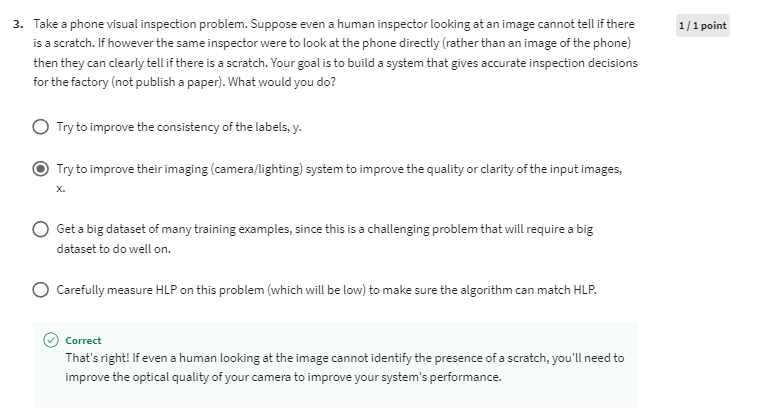 3. Take a phone visual inspection problem. Suppose even a human inspector looking at an image cannot tell if there
1 / 1 point
is a scratch. If however the same inspector were to look at the phone directly (rather than an image of the phone)
then they can clearly tell if there is a scratch. Your goal is to build a system that gives accurate inspection decisions
for the factory (not publish a paper). What would you do?
Try to improve the consistency of the labels, y.
Try to improve their imaging (camera/lighting) system to improve the quality or clarity of the input images,
x.
Get a big dataset of many training examples, since this is a challenging problem that will require a big
dataset to do well on.
Carefully measure HLP on this problem (which will be low) to make sure the algorithm can match HLP.
Correct
That's right! If even a human looking at the image cannot identify the presence of a scratch, you'll need to
improve the optical quality of your camera to improve your system's performance.